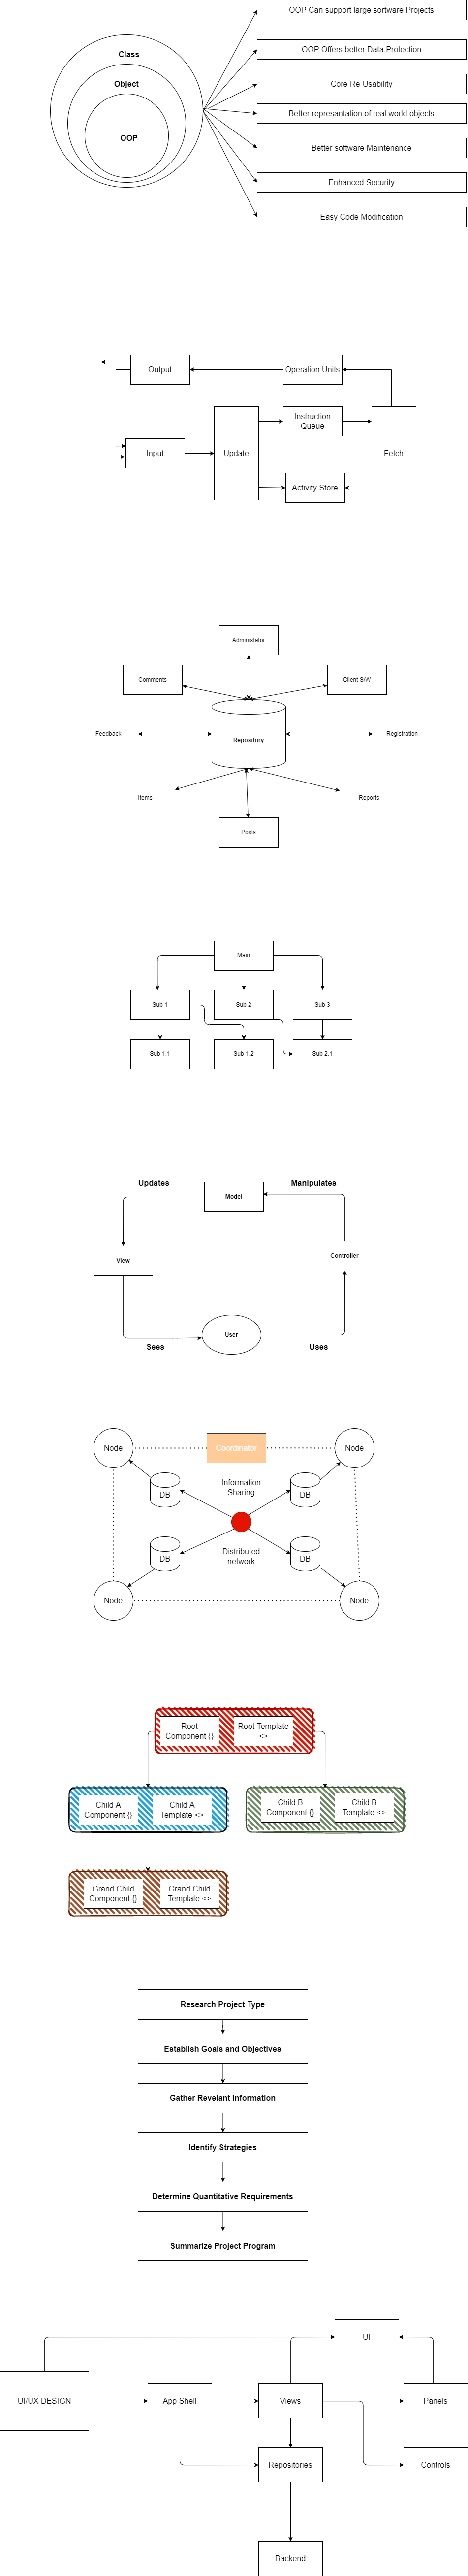 OOP Can support large sortware Projects
OOP Offers better Data Protection
Class
Object
OOP
Core Re-Usability
Better represantation of real world objects
Better software Maintenance
Enhanced Security
Easy Code Modification
Output
Operation Units
Instruction
Queue
Input
Update
Fetch
Activity Store
Administator
Comments
Client S/W
Feedback
Repository
Registration
Items
Reports
Posts
Main
Sub 1
Sub 2
Sub 3
Sub 1.1
Sub 1.2
Sub 2.1
Updates
Manipulates
Model
View
Controller
User
Sees
Uses
Node
Coordinator
Node
DB
Information
Sharing
DB
DB
Distributed
network
DB
Node
Node
Root
Component {}
Root Template
<>
Child A
Component {}
Child A
Template <>
Child B
Component {}
Child B
Template <>
Grand Child
Component {}
Grand Child
Template <>
Research Project Type
Establish Goals and Objectives
Gather Revelant Information
Identify Strategies
Determine Quantitative Requirements
Summarize Project Program
UI
UI/UX DESIGN
App Shell
Views
Panels
Repositories
Controls
Backend